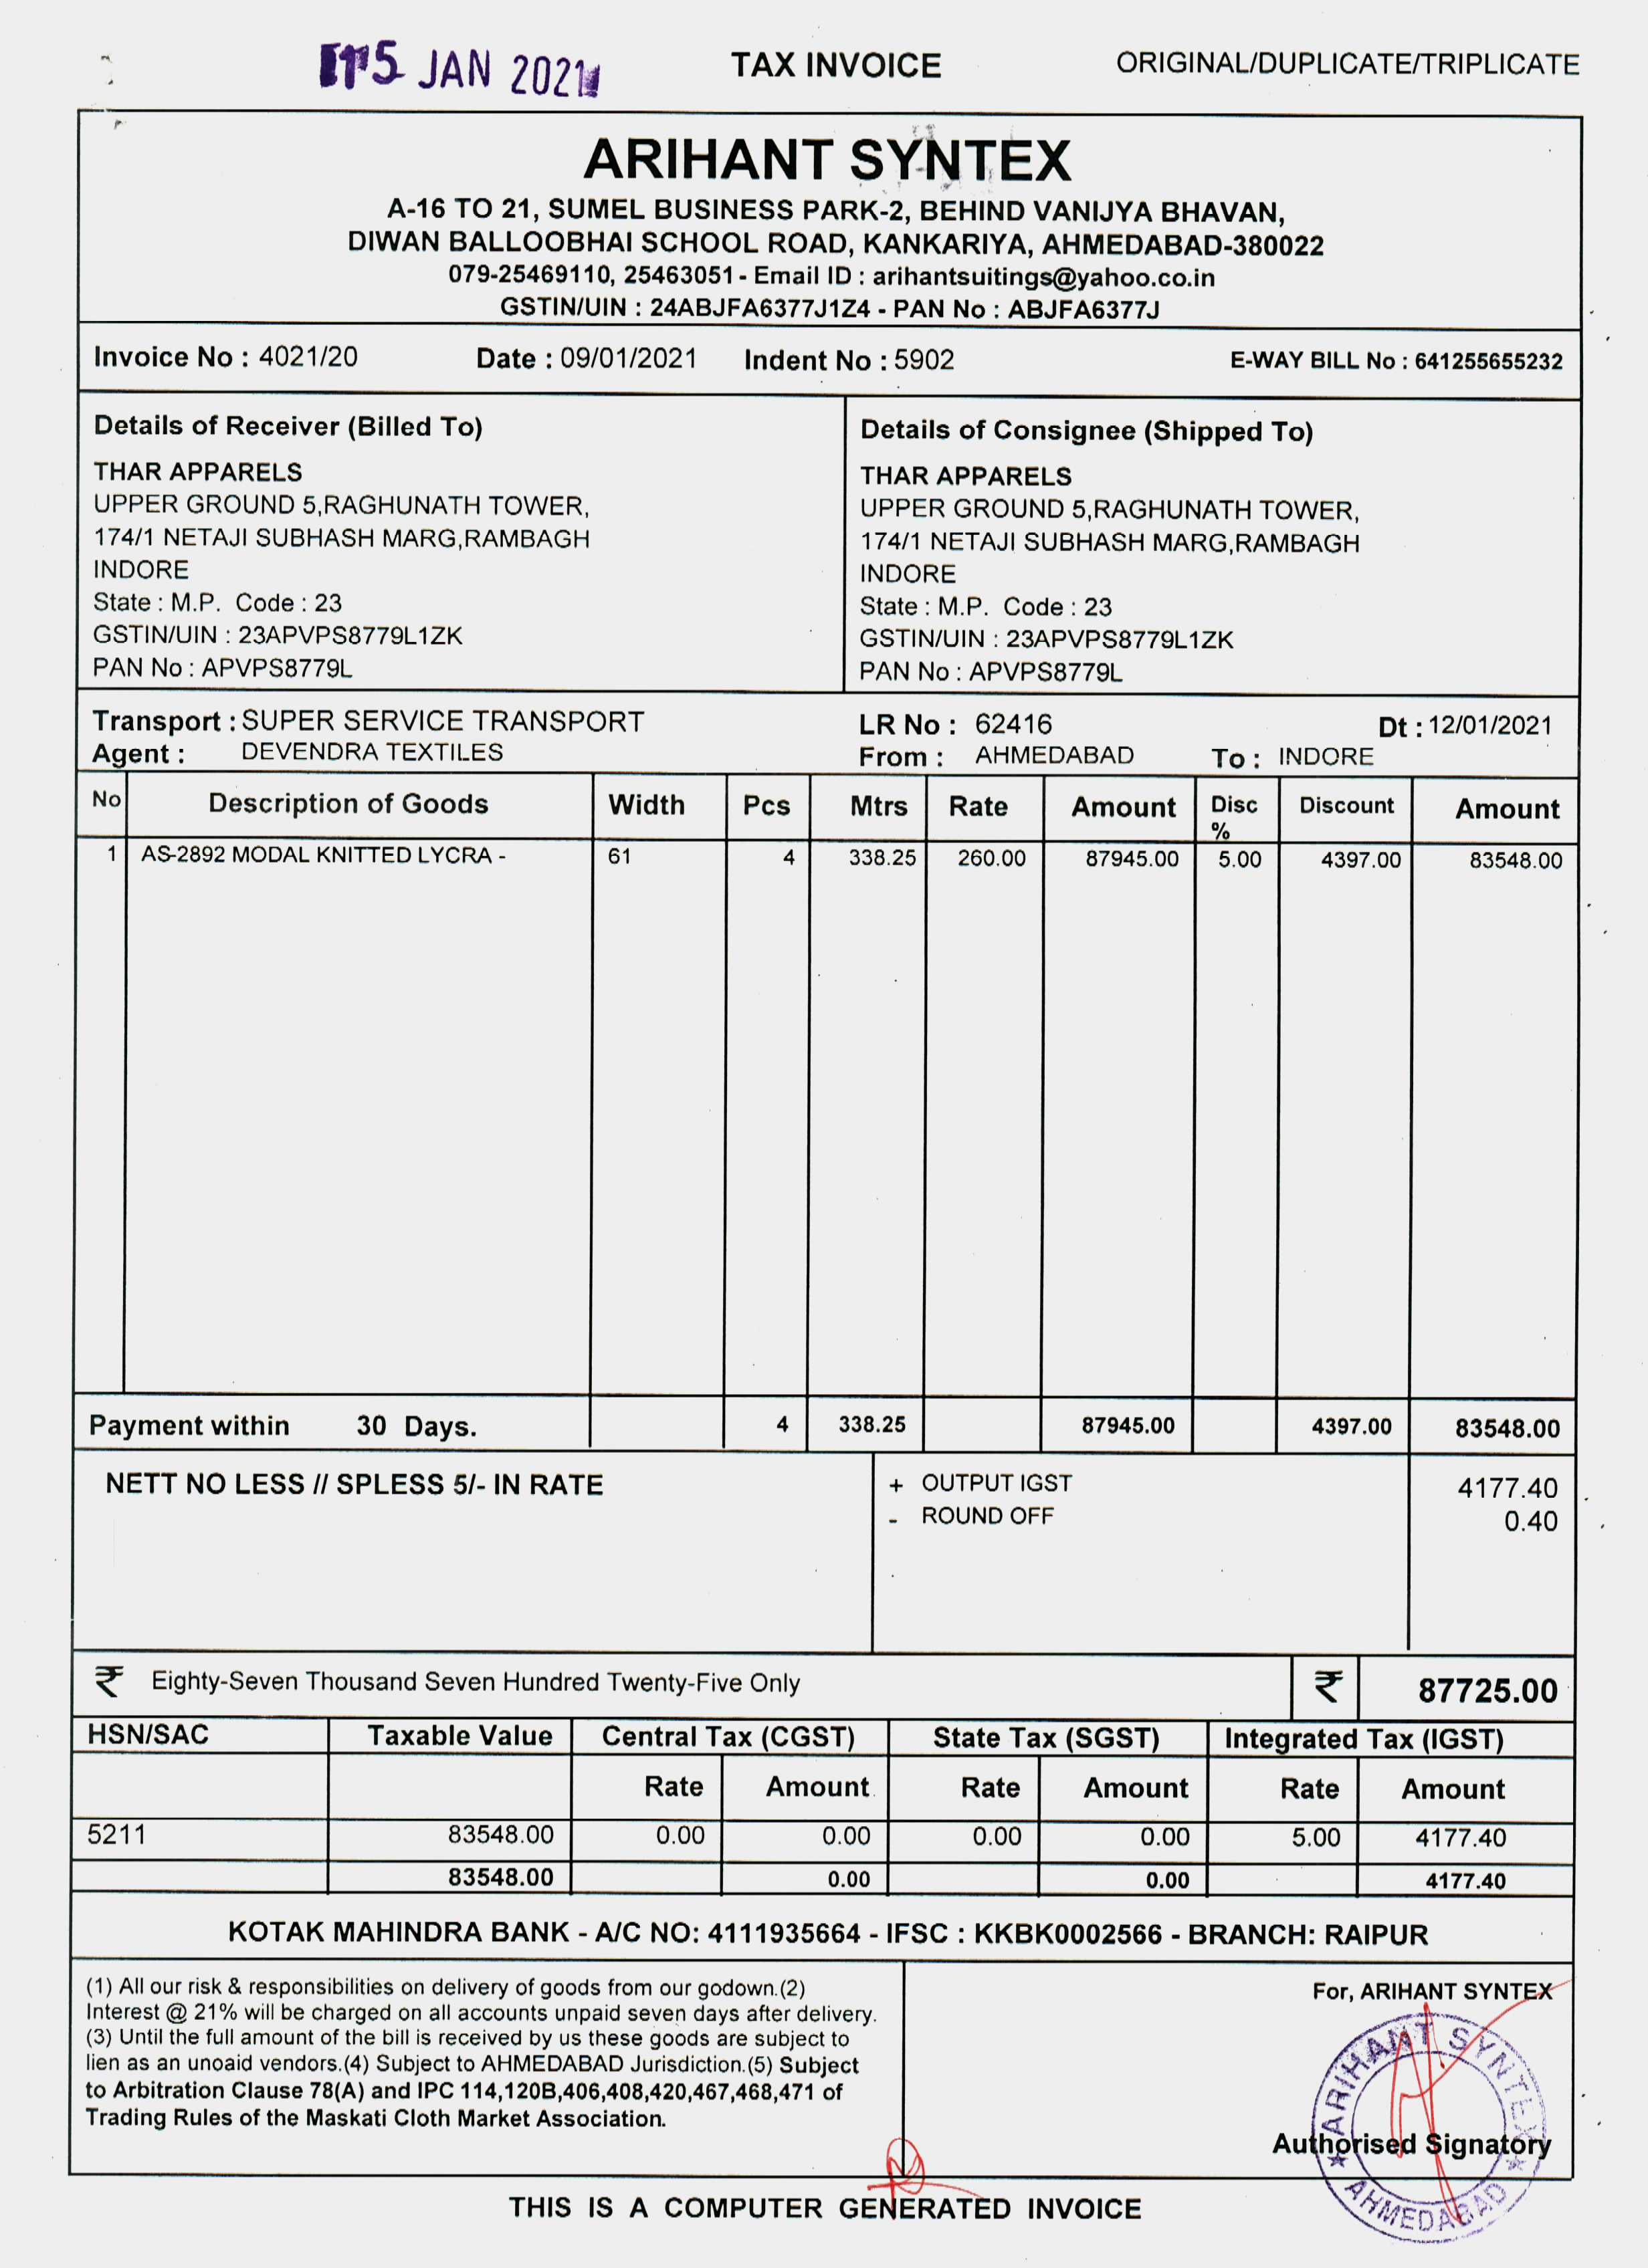 15 JAN 2021
TAX INVOICE
ORIGINAL/DUPLICATE/TRIPLICATE
ARIHANT SYNTEX
A-16 TO 21, SUMEL BUSINESS PARK-2, BEHIND VANIJYA BHAVAN,
DIWAN BALLOOBHAI SCHOOL ROAD, KANKARIYA, AHMEDABAD-380022
079-25469110, 25463051 - Email ID : arihantsuitings@yahoo.co.in
GSTIN/UIN : 24ABJFA6377J1Z4 - PAN No : ABJFA6377J
Invoice No : 4021/20 Date : 09/01/2021 Indent No : 5902 E-WAY BILL No : 641255655232
Details of Receiver (Billed To)
THAR APPARELS
UPPER GROUND 5,RAGHUNATH TOWER,
174/1 NETAJI SUBHASH MARG,RAMBAGH
INDORE
State : M.P. Code : 23
GSTIN/UIN : 23APVPS8779L1ZK
PAN No : APVPS8779L
Details of Consignee (Shipped To)
THAR APPARELS
UPPER GROUND 5,RAGHUNATH TOWER,
174/1 NETAJI SUBHASH MARG,RAMBAGH
INDORE
State : M.P. Code : 23
GSTIN/UIN : 23APVPS8779L1ZK
PAN No : APVPS8779L
Transport : SUPER SERVICE TRANSPORT LR No : 62416 Dt : 12/01/2021
Agent : DEVENDRA TEXTILES From : AHMEDABAD To : INDORE
No Description of Goods Width Pcs Mtrs Rate Amount Disc % Discount Amount
1 AS-2892 MODAL KNITTED LYCRA - 61 4 338.25 260.00 87945.00 5.00 4397.00 83548.00
Payment within 30 Days. 4 338.25 87945.00 4397.00 83548.00
NETT NO LESS // SPLESS 5/- IN RATE
+ OUTPUT IGST 4177.40
- ROUND OFF 0.40
₹ Eighty-Seven Thousand Seven Hundred Twenty-Five Only ₹ 87725.00
HSN/SAC Taxable Value Central Tax (CGST) State Tax (SGST) Integrated Tax (IGST)
Rate Amount Rate Amount Rate Amount
5211 83548.00 0.00 0.00 0.00 0.00 5.00 4177.40
83548.00 0.00 0.00 4177.40
KOTAK MAHINDRA BANK - A/C NO: 4111935664 - IFSC : KKBK0002566 - BRANCH: RAIPUR
(1) All our risk & responsibilities on delivery of goods from our godown.(2)
Interest @ 21% will be charged on all accounts unpaid seven days after delivery.
(3) Until the full amount of the bill is received by us these goods are subject to
lien as an unoaid vendors.(4) Subject to AHMEDABAD Jurisdiction.(5) Subject
to Arbitration Clause 78(A) and IPC 114,120B,406,408,420,467,468,471 of
Trading Rules of the Maskati Cloth Market Association.
For, ARIHANT SYNTEX
ARIHANT SYNTEX
AHMEDABAD
Authorised Signatory
THIS IS A COMPUTER GENERATED INVOICE